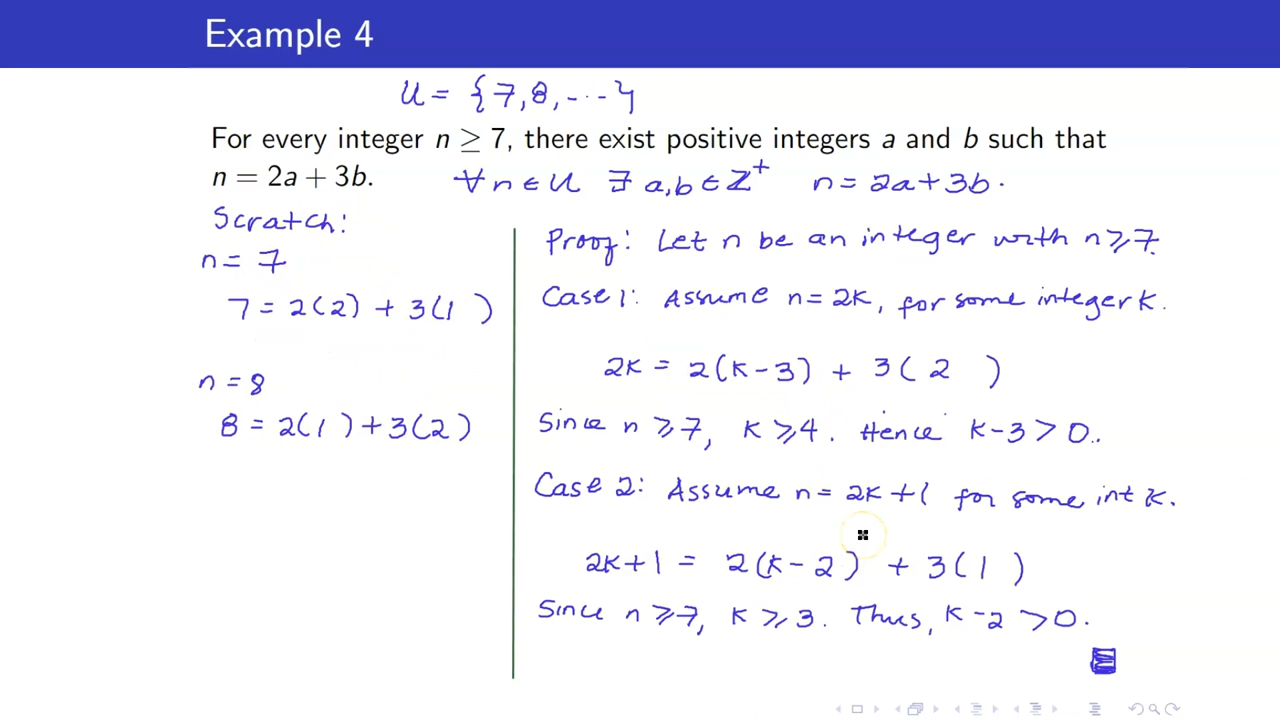 Example 4
U = {7, 8, ...}
For every integer n ≥ 7, there exist positive integers a and b such that
n = 2a + 3b. ∀ n ∈ U ∃ a, b ∈ Z⁺ n = 2a + 3b.
Scratch:
n = 7
7 = 2(2) + 3(1 )
n = 8
8 = 2(1 ) + 3(2)
Proof: Let n be an integer with n ≥ 7.
Case 1: Assume n = 2k, for some integer k.
2k = 2(k - 3) + 3(2 )
Since n ≥ 7, k ≥ 4. Hence k - 3 > 0.
Case 2: Assume n = 2k + 1 for some int k.
2k + 1 = 2(k - 2) + 3(1 )
Since n ≥ 7, k ≥ 3. Thus, k - 2 > 0.